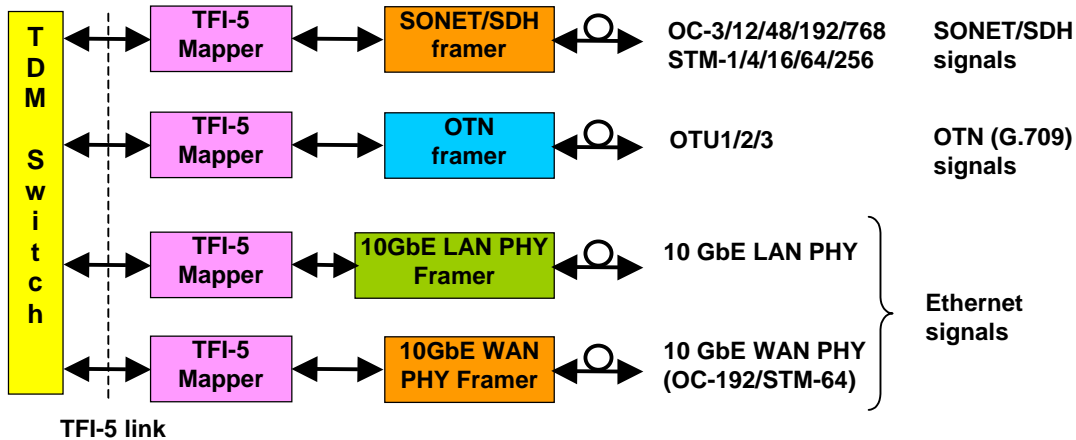 TDM Switch
TFI-5
Mapper
SONET/SDH
framer
OC-3/12/48/192/768
STM-1/4/16/64/256
SONET/SDH
signals
TFI-5
Mapper
OTN
framer
OTU1/2/3
OTN (G.709)
signals
TFI-5
Mapper
10GbE LAN PHY
Framer
10 GbE LAN PHY
TFI-5
Mapper
10GbE WAN
PHY Framer
10 GbE WAN PHY
(OC-192/STM-64)
Ethernet
signals
TFI-5 link